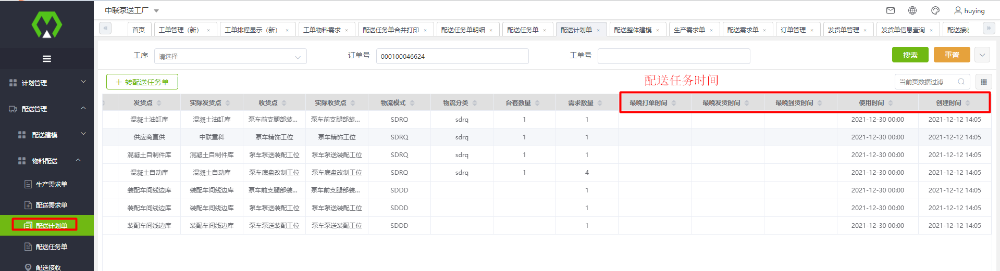 中联泵送工厂
huying
首页 工单管理（新） × 工单排程显示（新） × 工单物料需求 × 配送任务单合并打印 × 配送任务单明细 × 配送任务单 × 配送计划单 × 配送整体建模 × 生产需求单 × 配送需求单 × 订单管理 × 发货单管理 × 发货单信息查询 × 配送接收
工序 请选择 订单号 000100046624 工单号 搜索 重置
+ 转配送任务单
配送任务时间
当前页数据过滤
计划管理
配送管理
配送建模
物料配送
生产需求单
配送需求单
配送计划单
配送任务单
配送接收
发货点 实际发货点 收货点 实际收货点 物流模式 物流分类 台套数量 需求数量 最晚打单时间 最晚发货时间 最晚到货时间 使用时间 创建时间
混凝土油缸库 混凝土油缸库 泵车前支腿部装... 泵车前支腿部装... SDRQ sdrq 1 1 2021-12-30 00:00 2021-12-12 14:05
供应商直供 中联重科 泵车精饰工位 泵车精饰工位 SDRQ sdrq 1 1 2021-12-30 00:00 2021-12-12 14:05
混凝土自制件库 混凝土自制件库 泵车泵送装配工位 泵车泵送装配工位 SDRQ sdrq 1 1 2021-12-30 00:00 2021-12-12 14:05
混凝土自动库 混凝土自动库 泵车底盘改制工位 泵车底盘改制工位 SDRQ sdrq 1 4 2021-12-30 00:00 2021-12-12 14:05
装配车间线边库 装配车间线边库 泵车前支腿部装... 泵车前支腿部装... SDDD 1 2021-12-30 00:00 2021-12-12 14:05
装配车间线边库 装配车间线边库 泵车泵送装配工位 泵车泵送装配工位 SDDD 1 2021-12-30 00:00 2021-12-12 14:05
装配车间线边库 装配车间线边库 泵车泵送装配工位 泵车泵送装配工位 SDDD 1 2021-12-30 00:00 2021-12-12 14:05